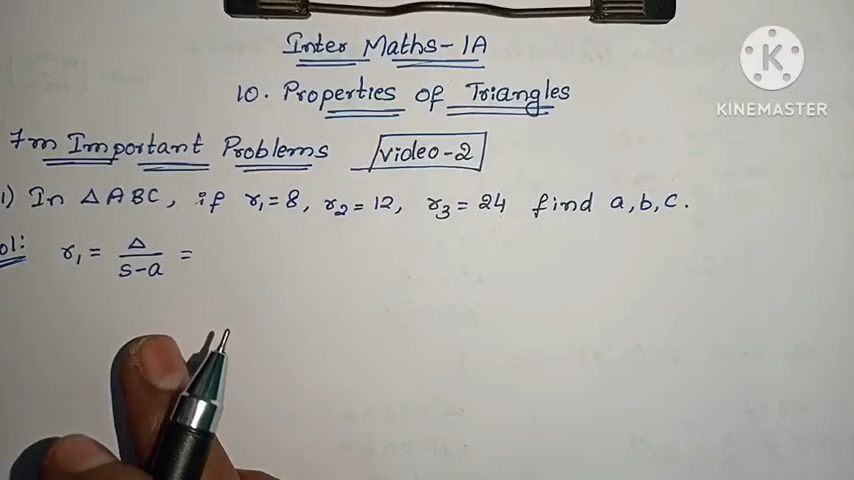 Inter Maths-1A
10. Properties of Triangles
KINEMASTER
7m Important Problems video-2
1) In △ABC, if r₁=8, r₂=12, r₃=24 find a,b,c.
ol: r₁ = △/s-a =